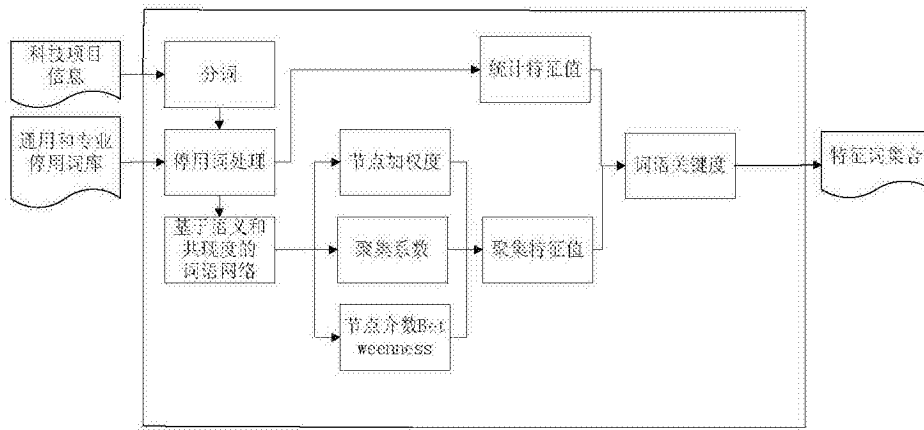 科技项目
信息
分词
统计特征值
通用和专业
停用词库
停用词处理
节点加权度
词语关键度
特征词集合
基于语义和
共现度的
词语网络
聚集系数
聚集特征值
节点介数Bet
weenness